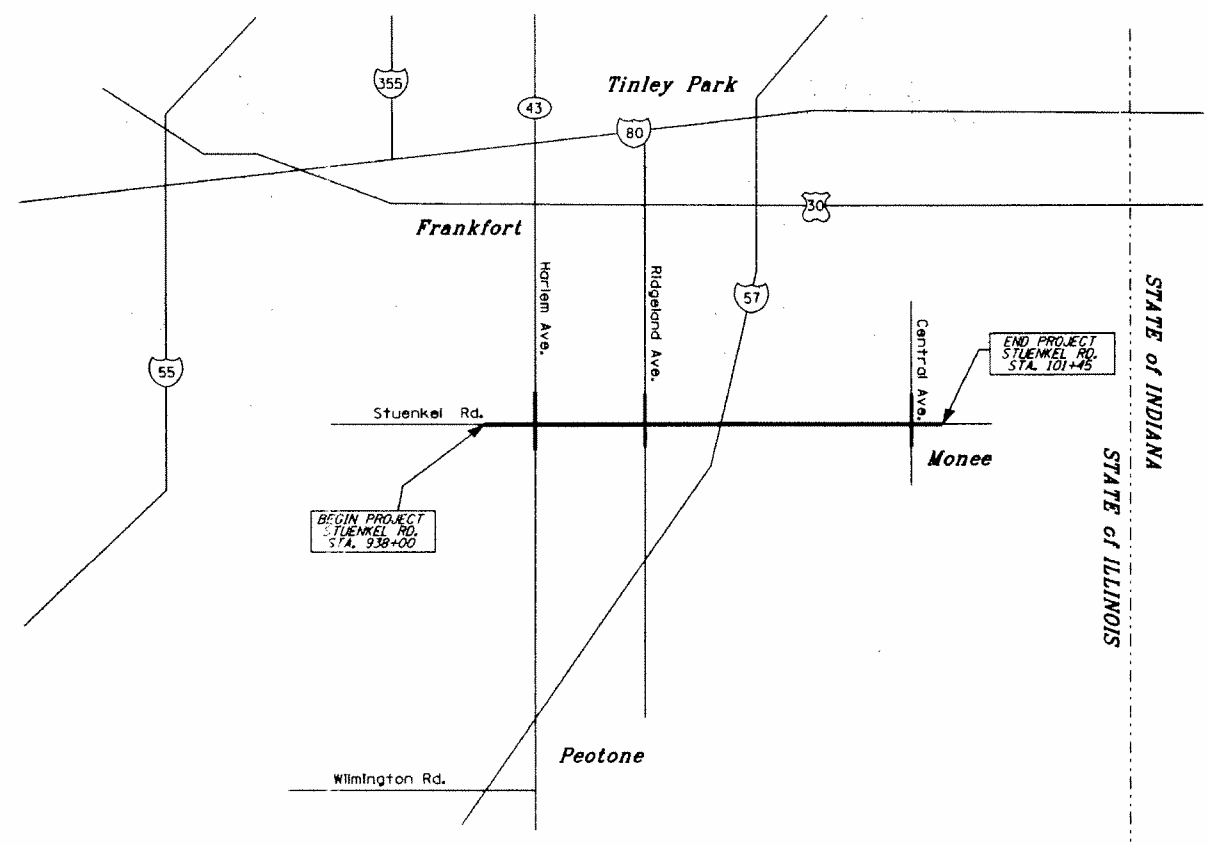 355
43
Tinley Park
80
30
Frankfort
Harlem Ave.
Ridgeland Ave.
57
Central Ave.
STATE of INDIANA
END PROJECT
STUENKEL RD.
STA. 101+45
55
Stuenkel Rd.
Monee
STATE of ILLINOIS
BEGIN PROJECT
STUENKEL RD.
STA. 938+00
Peotone
Wilmington Rd.